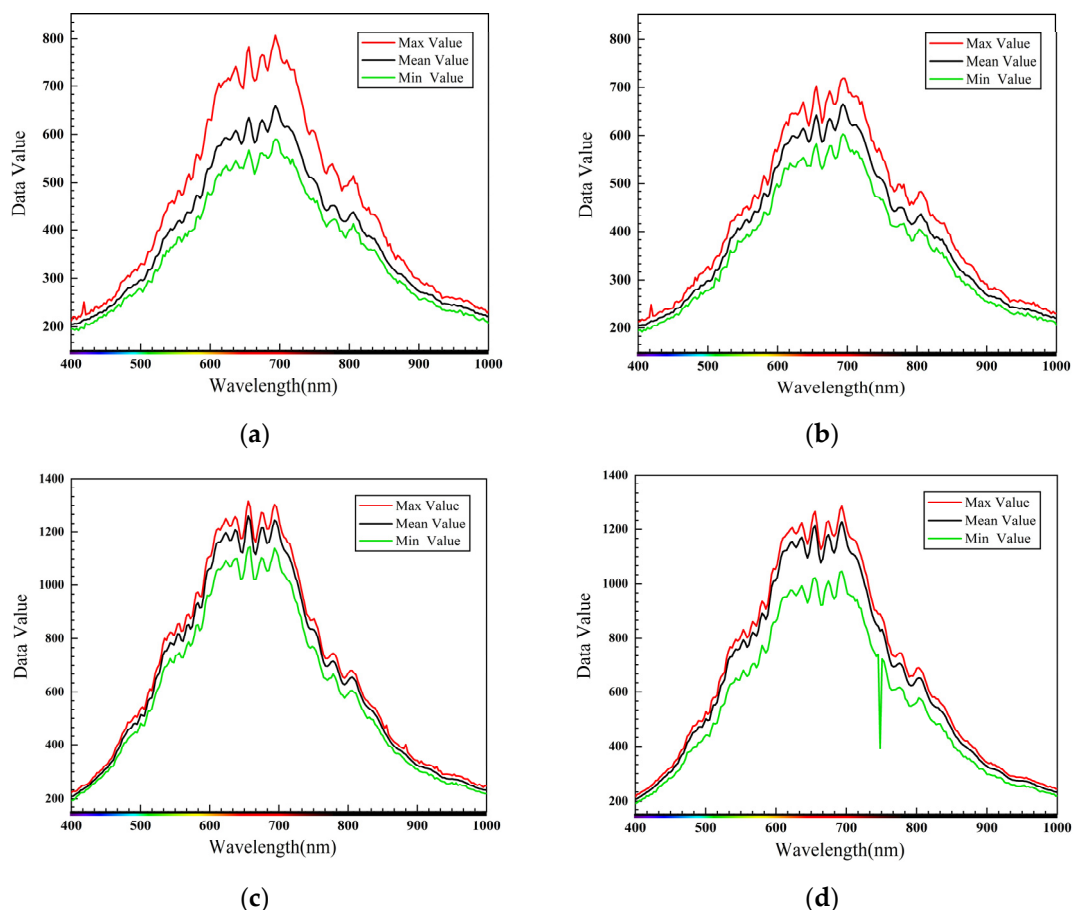 800
700
600
500
400
300
200
Data Value
Max Value
Mean Value
Min Value
400 500 600 700 800 900 1000
Wavelength(nm)
(a)
800
700
600
500
400
300
200
Data Value
Max Value
Mean Value
Min Value
400 500 600 700 800 900 1000
Wavelength(nm)
(b)
1400
1200
1000
800
600
400
200
Data Value
Max Value
Mean Value
Min Value
400 500 600 700 800 900 1000
Wavelength(nm)
(c)
1400
1200
1000
800
600
400
200
Data Value
Max Value
Mean Value
Min Value
400 500 600 700 800 900 1000
Wavelength(nm)
(d)